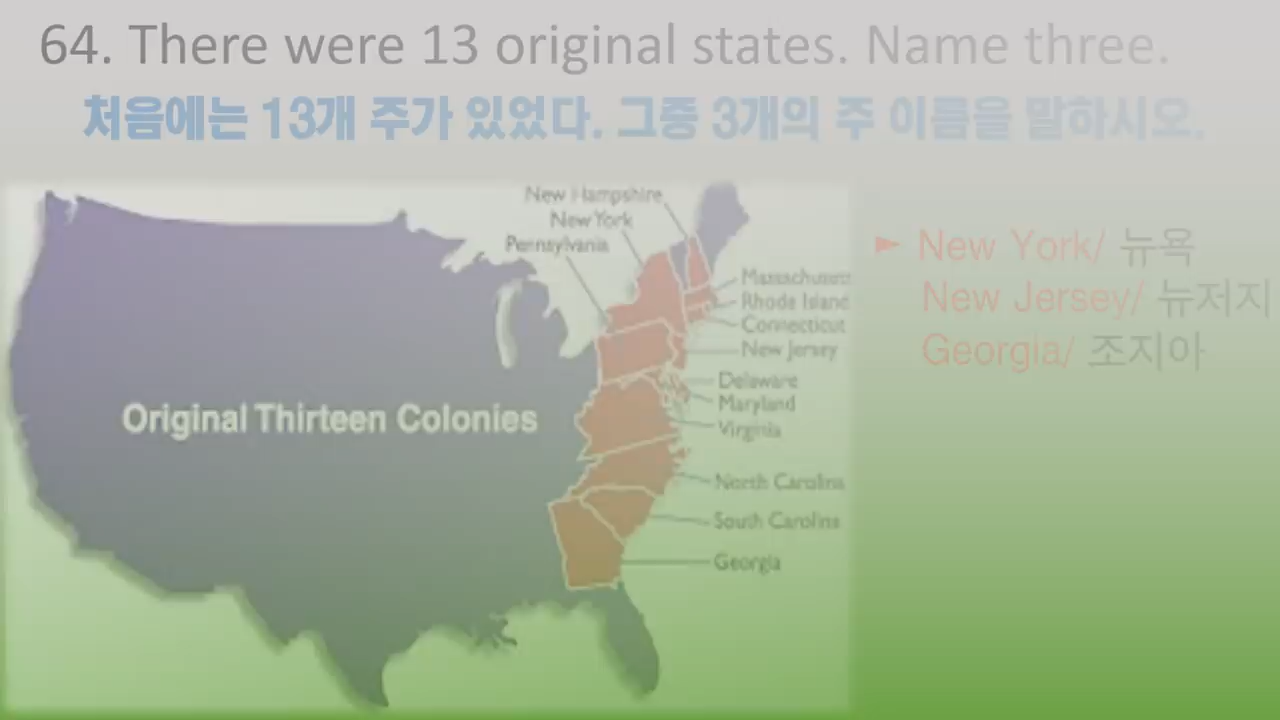 64. There were 13 original states. Name three.
처음에는 13개 주가 있었다. 그중 3개의 주 이름을 말하시오.
New Hampshire
New York
Pennsylvania
Massachuset
Rhode Island
Connecticut
New Jersey
Delaware
Maryland
Virginia
North Carolina
South Carolina
Georgia
Original Thirteen Colonies
► New York/ 뉴욕
New Jersey/ 뉴저지
Georgia/ 조지아